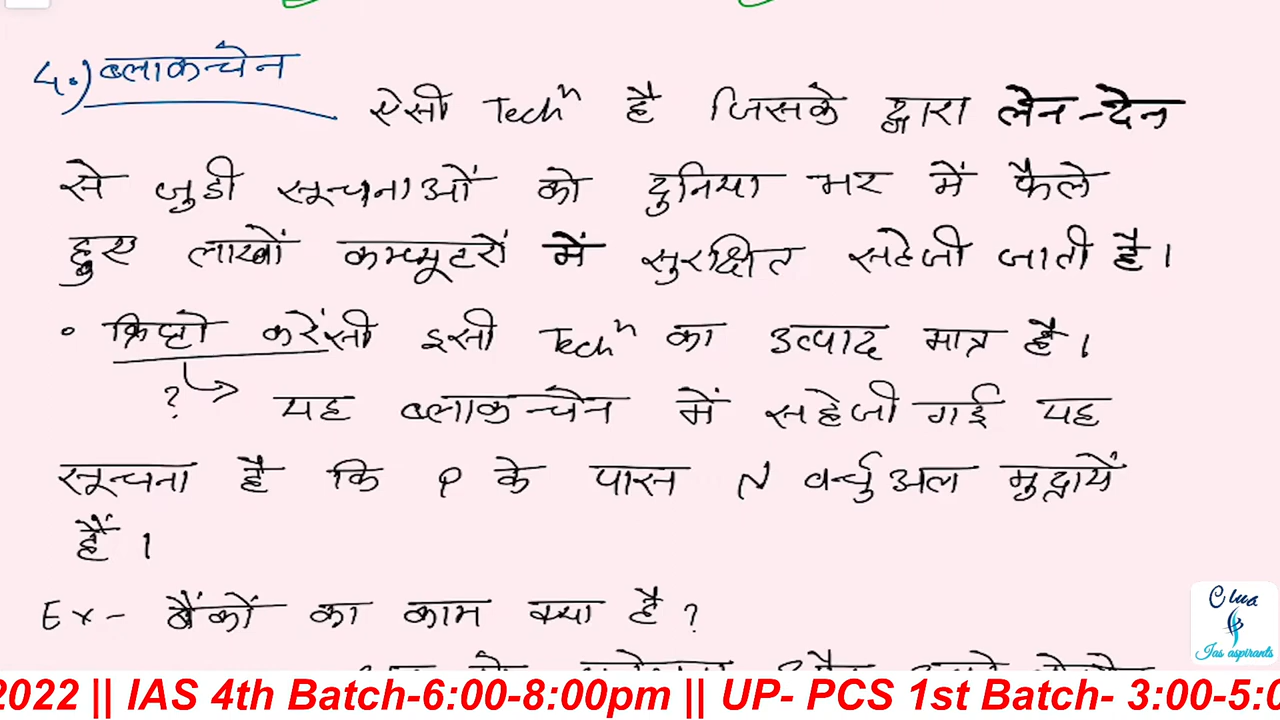 4.) ब्लाकचेन
ऐसी Techⁿ है जिसके द्वारा लेन-देन
से जुडी सूचनाओं को दुनिया भर में फैले
हुए लाखों कम्प्यूटरों में सुरक्षित सहेजी जाती है।
• क्रिप्टो करेंसी इसी Techⁿ का उत्पाद मात्र है।
? यह ब्लाकचेन में सहेजी गई यह
सूचना है कि P के पास N वर्चुअल मुद्रायें
हैं।
Ex- बैंकों का काम क्या है?
Clue
Ias aspirants
2022 || IAS 4th Batch-6:00-8:00pm || UP- PCS 1st Batch- 3:00-5:0